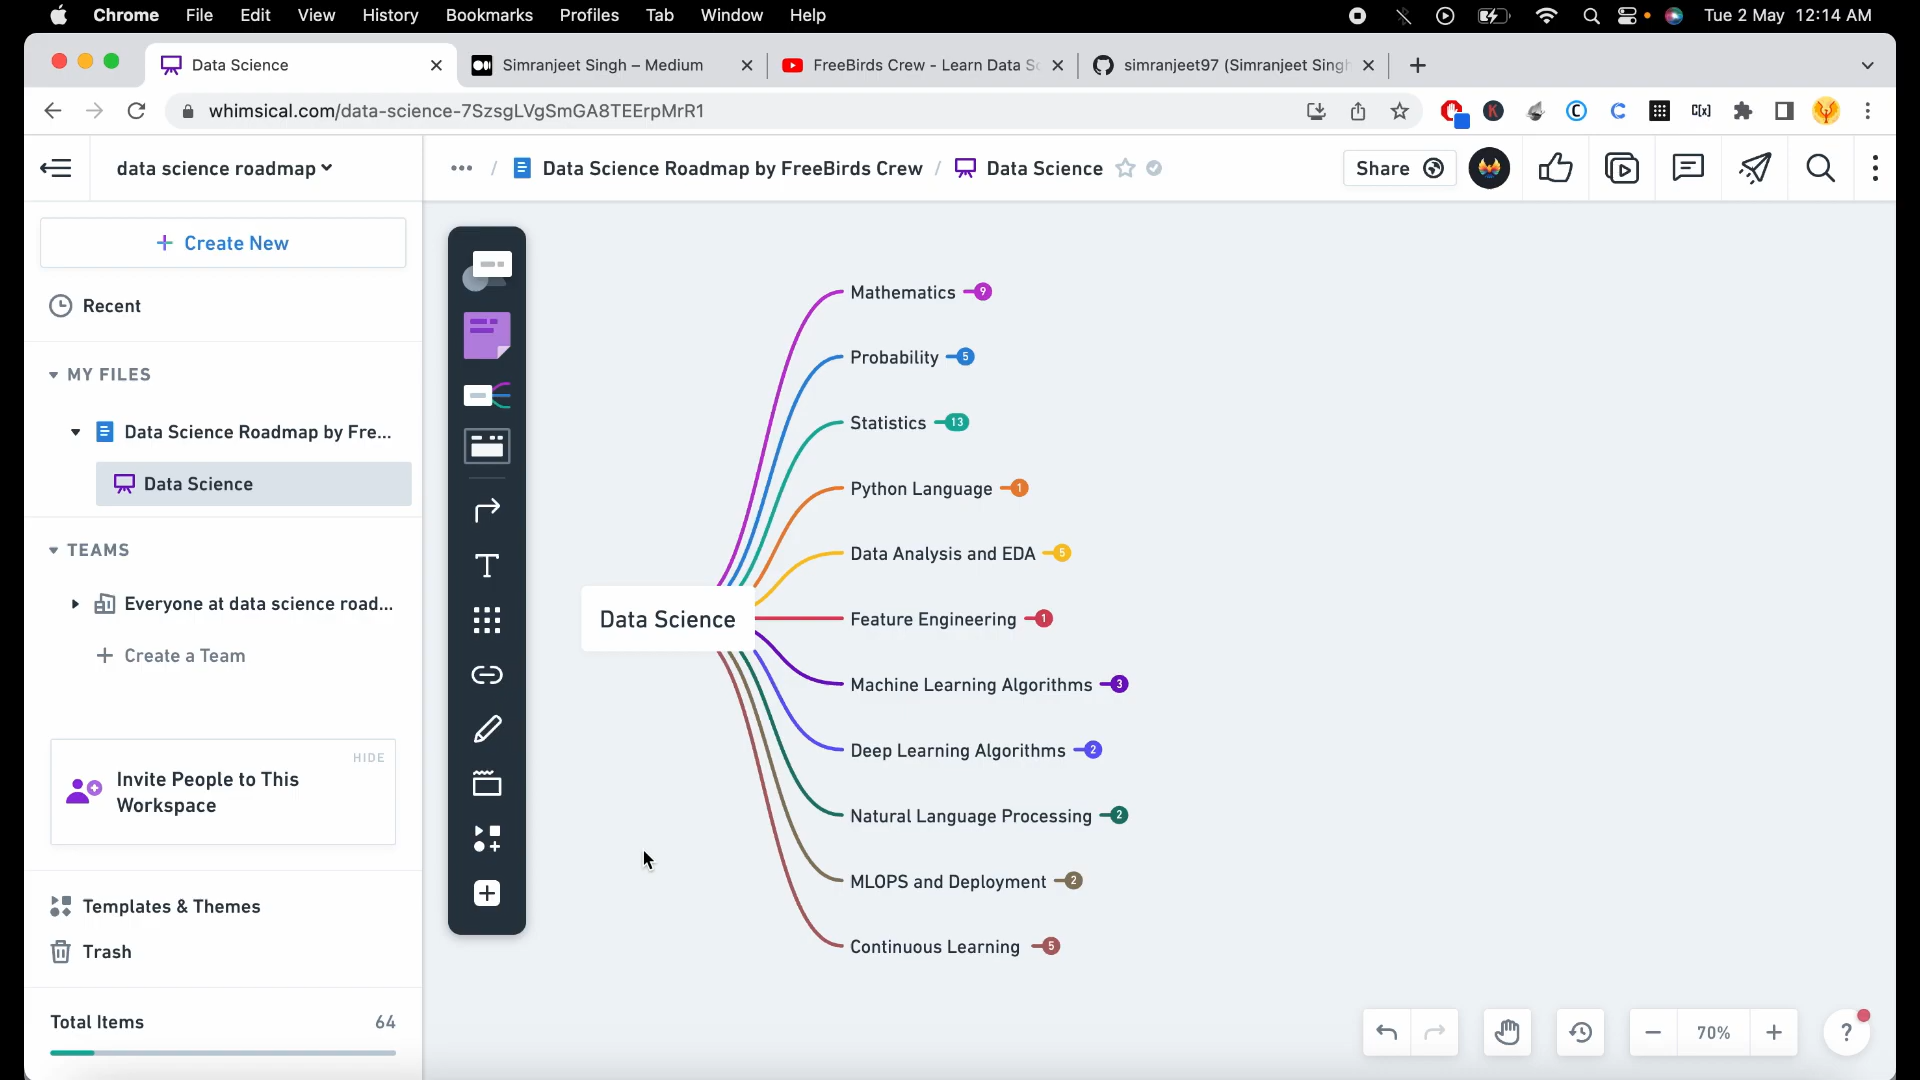 Chrome File Edit View History Bookmarks Profiles Tab Window Help Tue 2 May 12:14 AM
Data Science Simranjeet Singh – Medium FreeBirds Crew - Learn Data Sc simranjeet97 (Simranjeet Singh
whimsical.com/data-science-7SzsgLVgSmGA8TEErpMrR1
data science roadmap
... / Data Science Roadmap by FreeBirds Crew / Data Science
Share
+ Create New
Recent
MY FILES
Data Science Roadmap by Fre...
Data Science
TEAMS
Everyone at data science road...
+ Create a Team
HIDE
Invite People to This
Workspace
Templates & Themes
Trash
Total Items 64
T
Mathematics 9
Probability 5
Statistics 13
Python Language 1
Data Analysis and EDA 5
Data Science
Feature Engineering 1
Machine Learning Algorithms 3
Deep Learning Algorithms 2
Natural Language Processing 2
MLOPS and Deployment 2
Continuous Learning 5
− 70% + ?